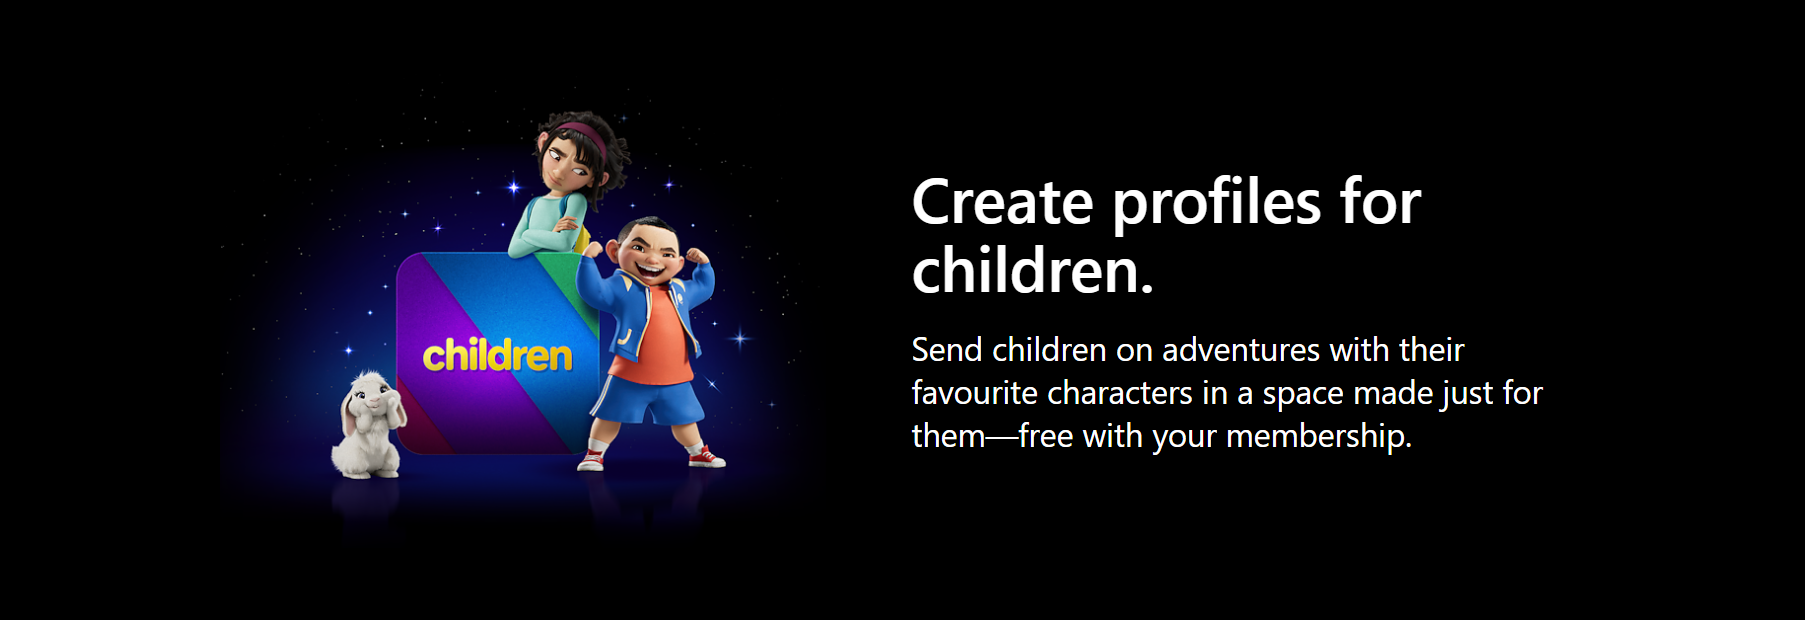 children
Create profiles for
children.
Send children on adventures with their
favourite characters in a space made just for
them—free with your membership.